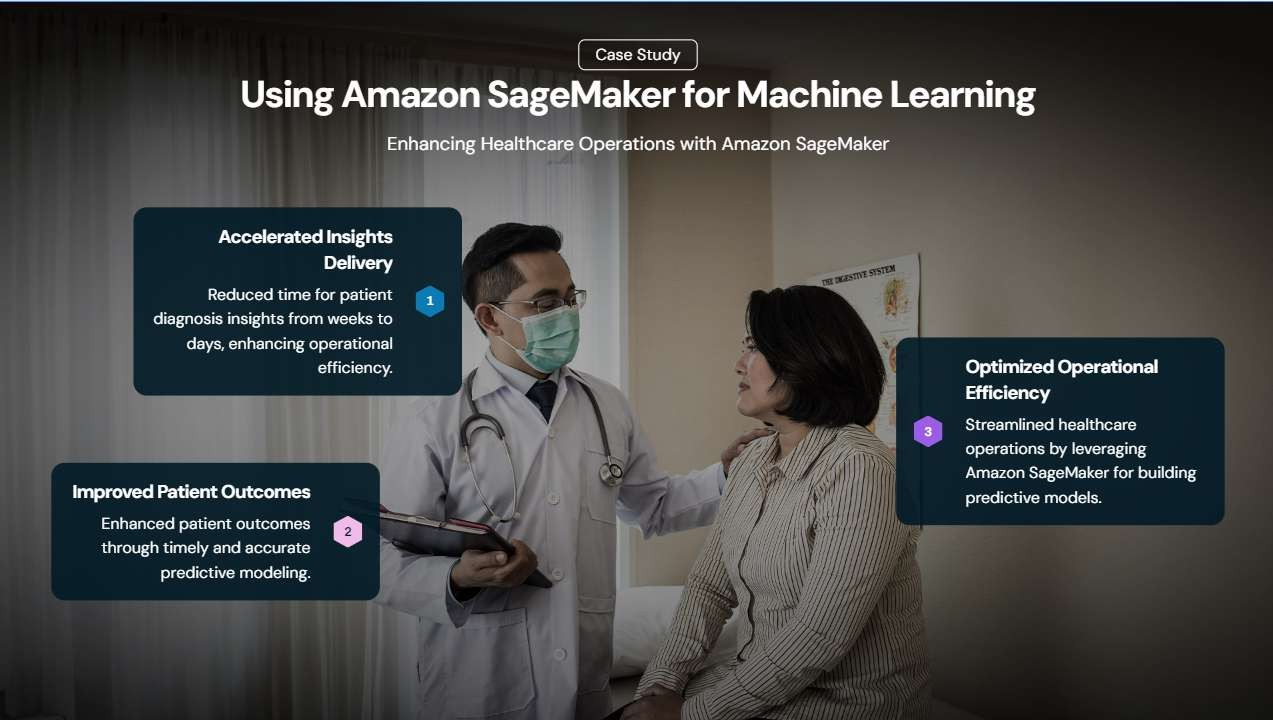 Case Study
Using Amazon SageMaker for Machine Learning
Enhancing Healthcare Operations with Amazon SageMaker
Accelerated Insights
Delivery
Reduced time for patient
diagnosis insights from weeks to
days, enhancing operational
efficiency.
1
Improved Patient Outcomes
Enhanced patient outcomes
through timely and accurate
predictive modeling.
2
THE DIGESTIVE SYSTEM
Optimized Operational
Efficiency
3
Streamlined healthcare
operations by leveraging
Amazon SageMaker for building
predictive models.